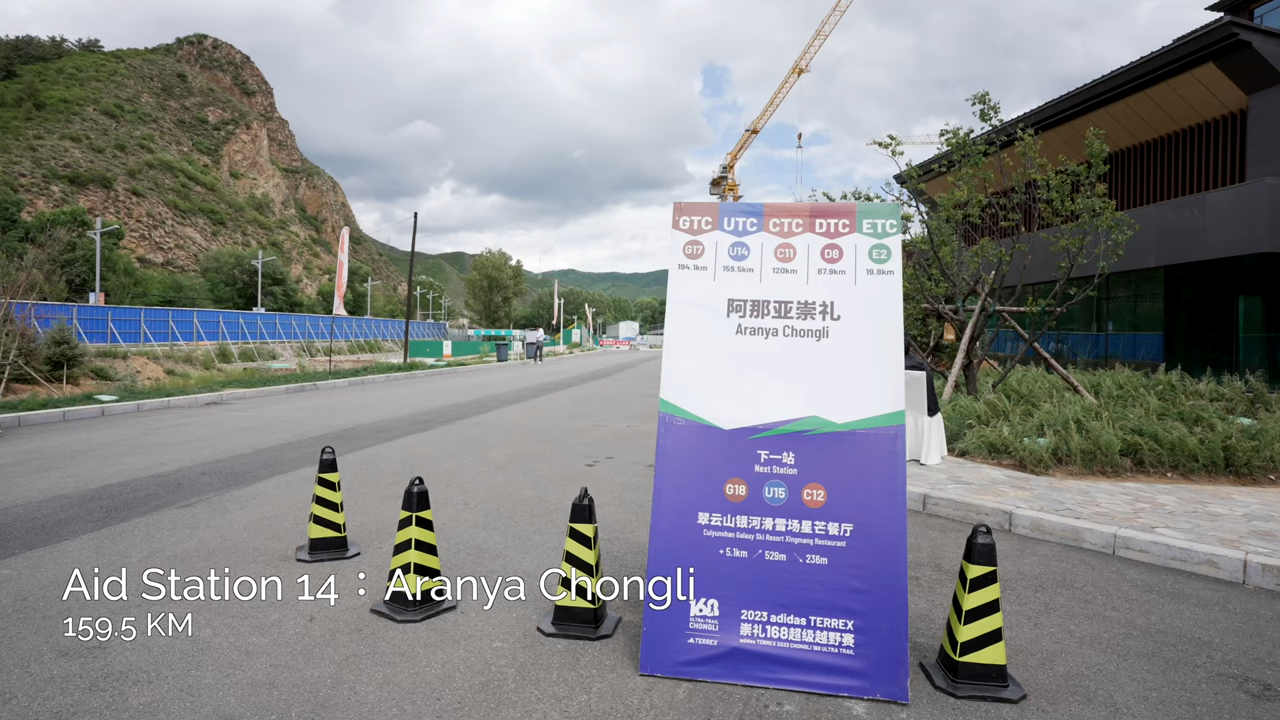 GTC UTC CTC DTC ETC
G17 U14 C11 D8 E2
194.1km 159.5km 120km 87.9km 19.8km
阿那亚崇礼
Aranya Chongli
下一站
Next Station
G18 U15 C12
翠云山银河滑雪场星芒餐厅
Cuiyunshan Galaxy Ski Resort Xingmang Restaurant
+ 5.1km 529m 236m
Aid Station 14：Aranya Chongli
159.5 KM
168
ULTRA-TRAIL
CHONGLI
TERREX
2023 adidas TERREX
崇礼168超级越野赛
adidas TERREX 2023 CHONGLI 168 ULTRA TRAIL